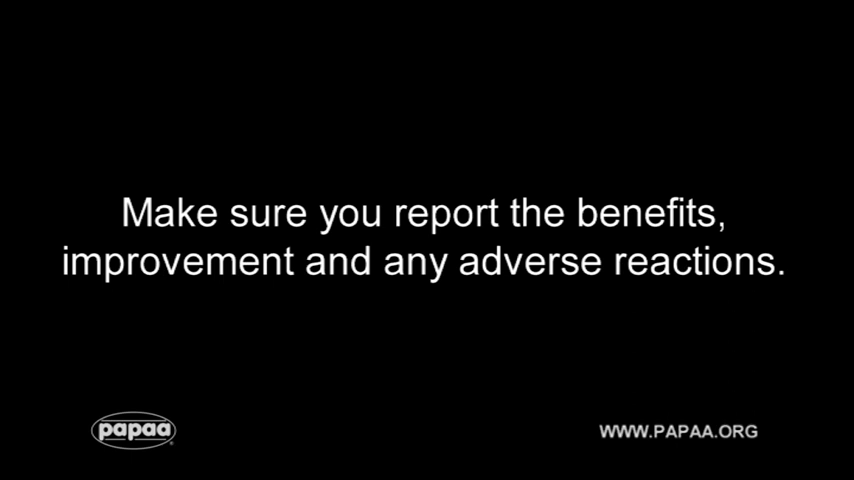 Make sure you report the benefits,
improvement and any adverse reactions.
papaa
WWW.PAPAA.ORG